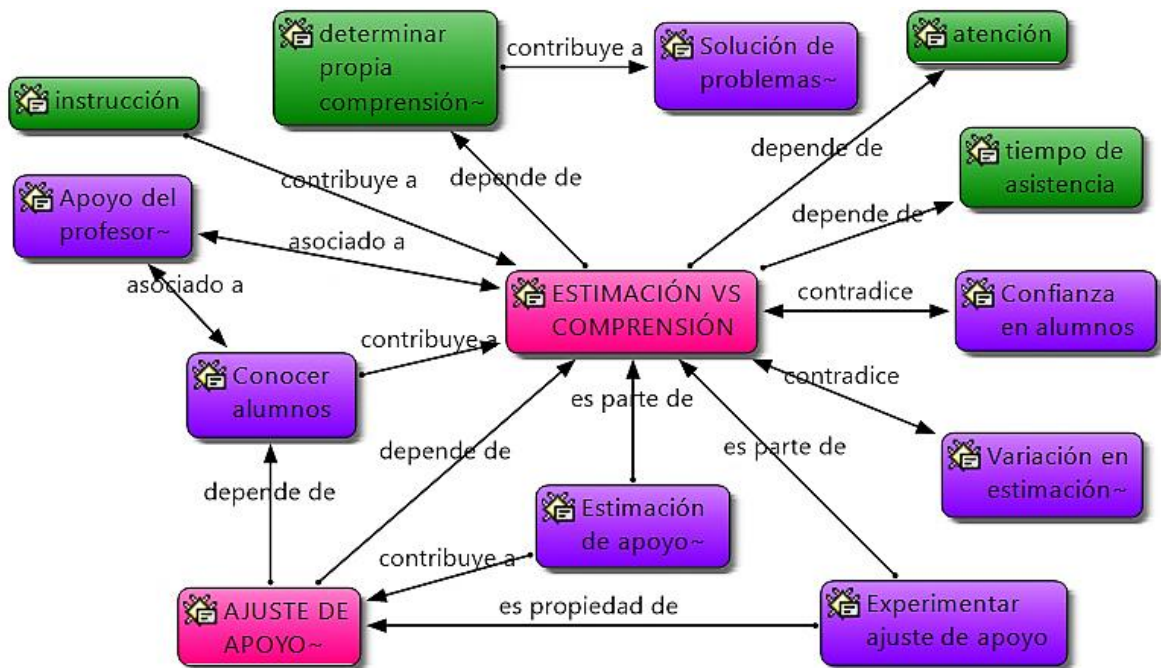 determinar
propia
comprensión~
contribuye a
Solución de
problemas~
atención
instrucción
contribuye a
depende de
depende de
tiempo de
asistencia
Apoyo del
profesor~
asociado a
depende de
asociado a
ESTIMACIÓN VS
COMPRENSIÓN
contradice
Confianza
en alumnos
contribuye a
Conocer
alumnos
contradice
es parte de
depende de
es parte de
Variación en
estimación~
depende de
Estimación
de apoyo~
contribuye a
AJUSTE DE
APOYO~
es propiedad de
Experimentar
ajuste de apoyo